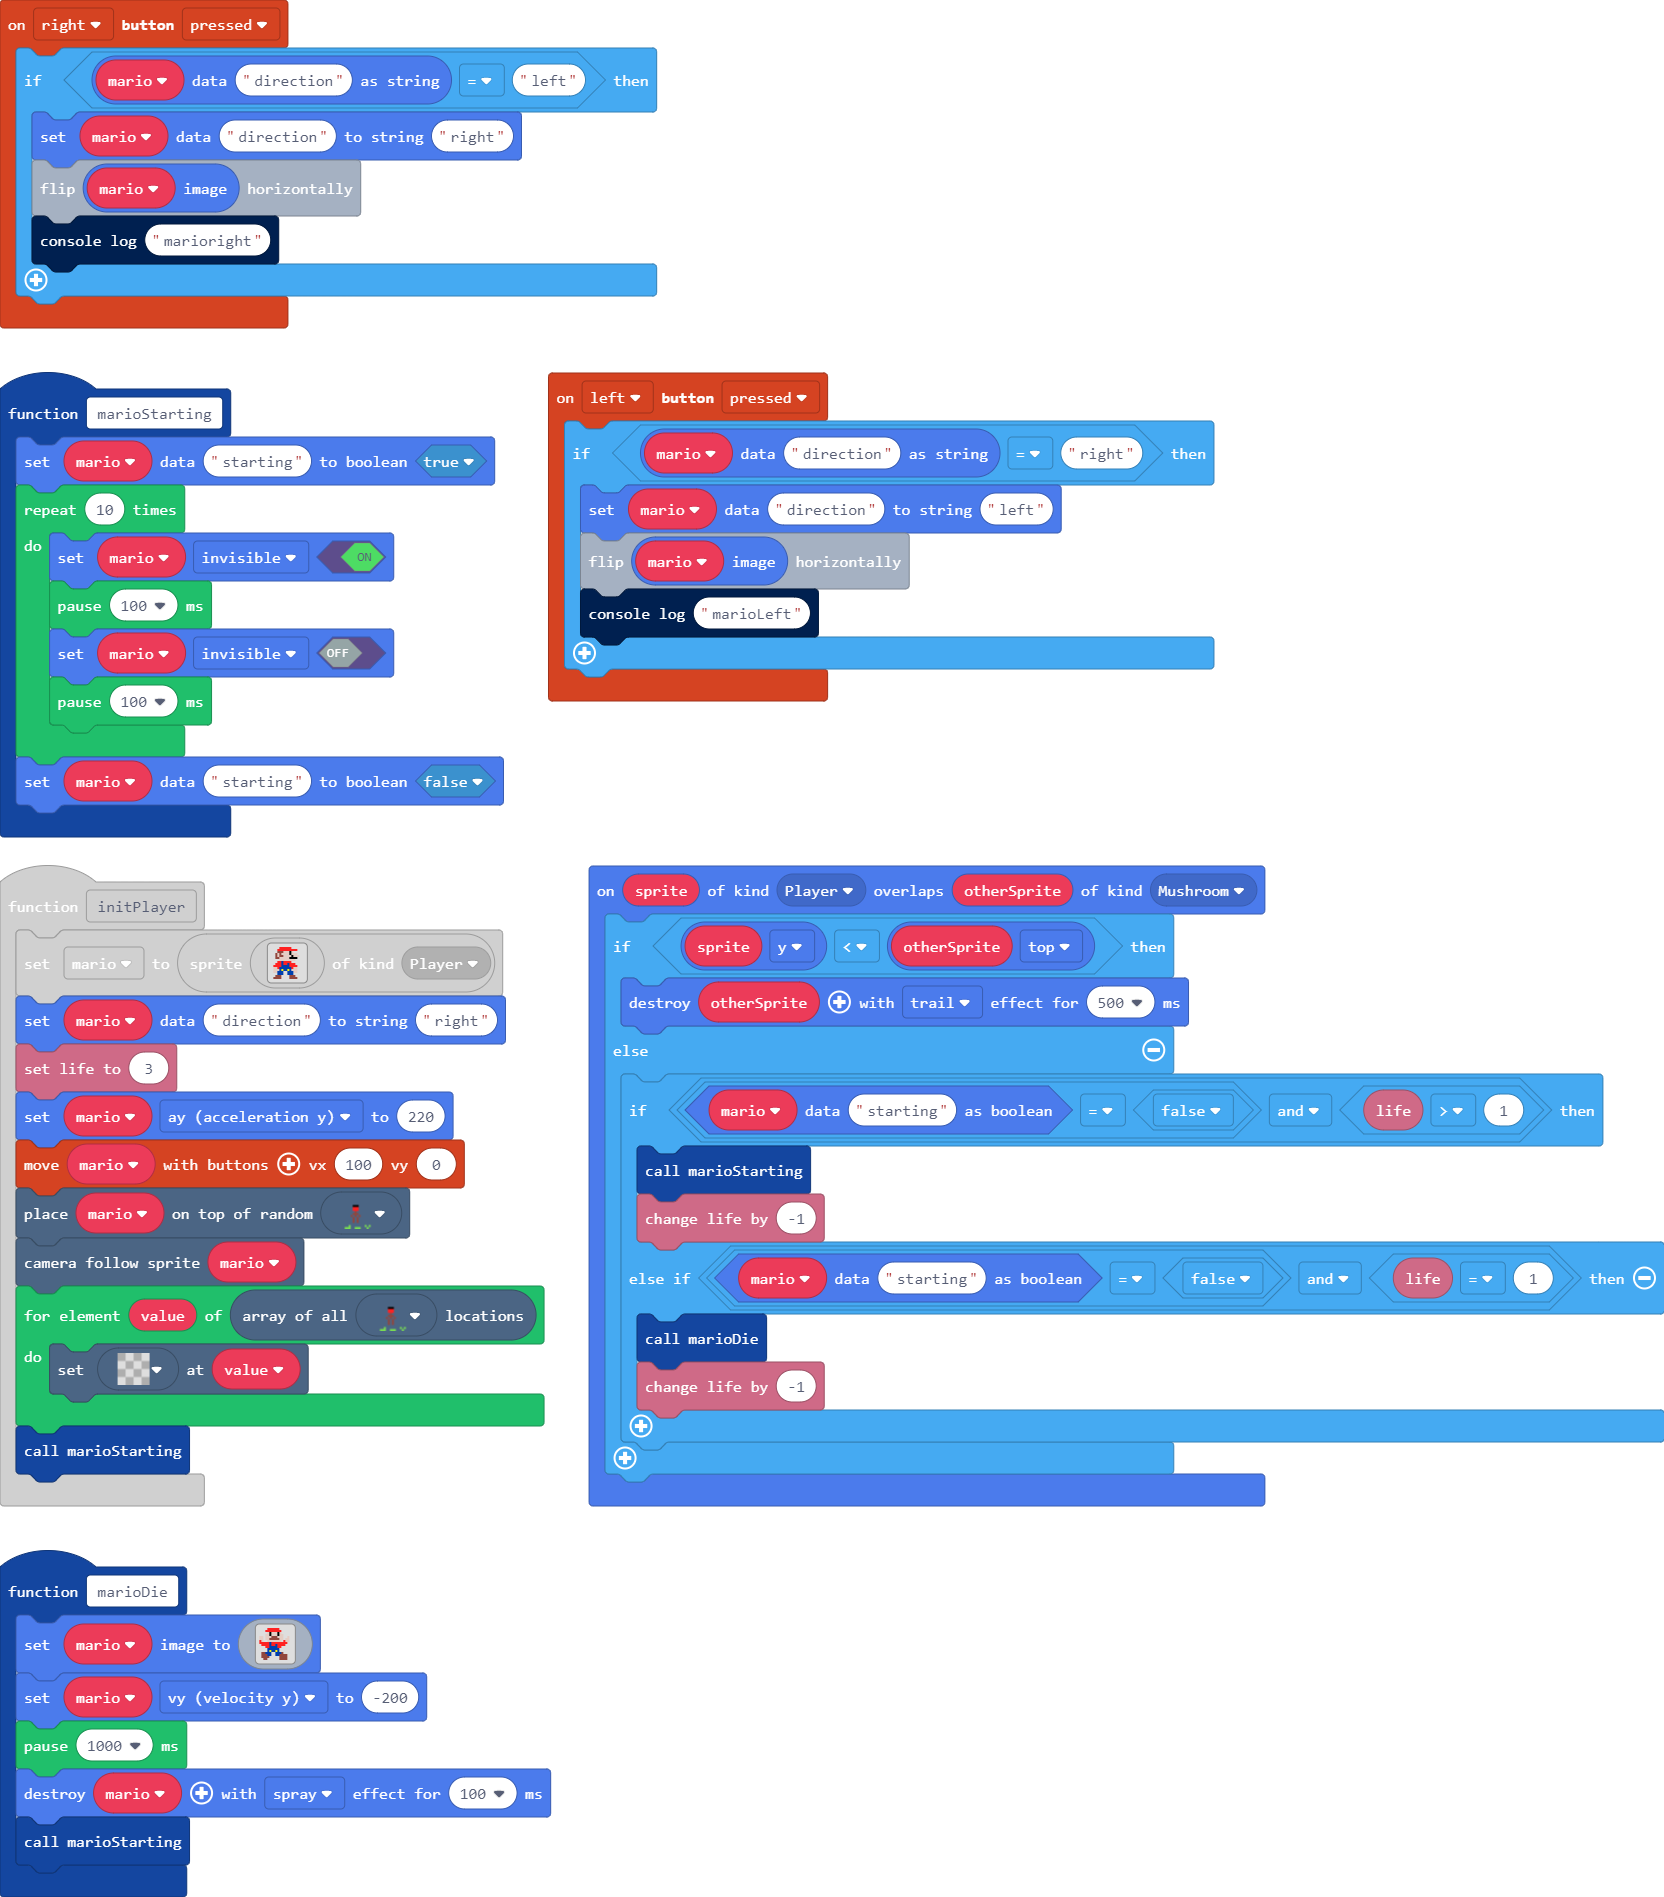 on right button pressed
if mario data "direction" as string = "left" then
set mario data "direction" to string "right"
flip mario image horizontally
console log "marioright"
function marioStarting
set mario data "starting" to boolean true
repeat 10 times
do set mario invisible ON
pause 100 ms
set mario invisible OFF
pause 100 ms
set mario data "starting" to boolean false
on left button pressed
if mario data "direction" as string = "right" then
set mario data "direction" to string "left"
flip mario image horizontally
console log "marioLeft"
function initPlayer
set mario to sprite of kind Player
set mario data "direction" to string "right"
set life to 3
set mario ay (acceleration y) to 220
move mario with buttons vx 100 vy 0
place mario on top of random
camera follow sprite mario
for element value of array of all locations
do set at value
call marioStarting
on sprite of kind Player overlaps otherSprite of kind Mushroom
if sprite y < otherSprite top then
destroy otherSprite with trail effect for 500 ms
else
if mario data "starting" as boolean = false and life > 1 then
call marioStarting
change life by -1
else if mario data "starting" as boolean = false and life = 1 then
call marioDie
change life by -1
function marioDie
set mario image to
set mario vy (velocity y) to -200
pause 1000 ms
destroy mario with spray effect for 100 ms
call marioStarting